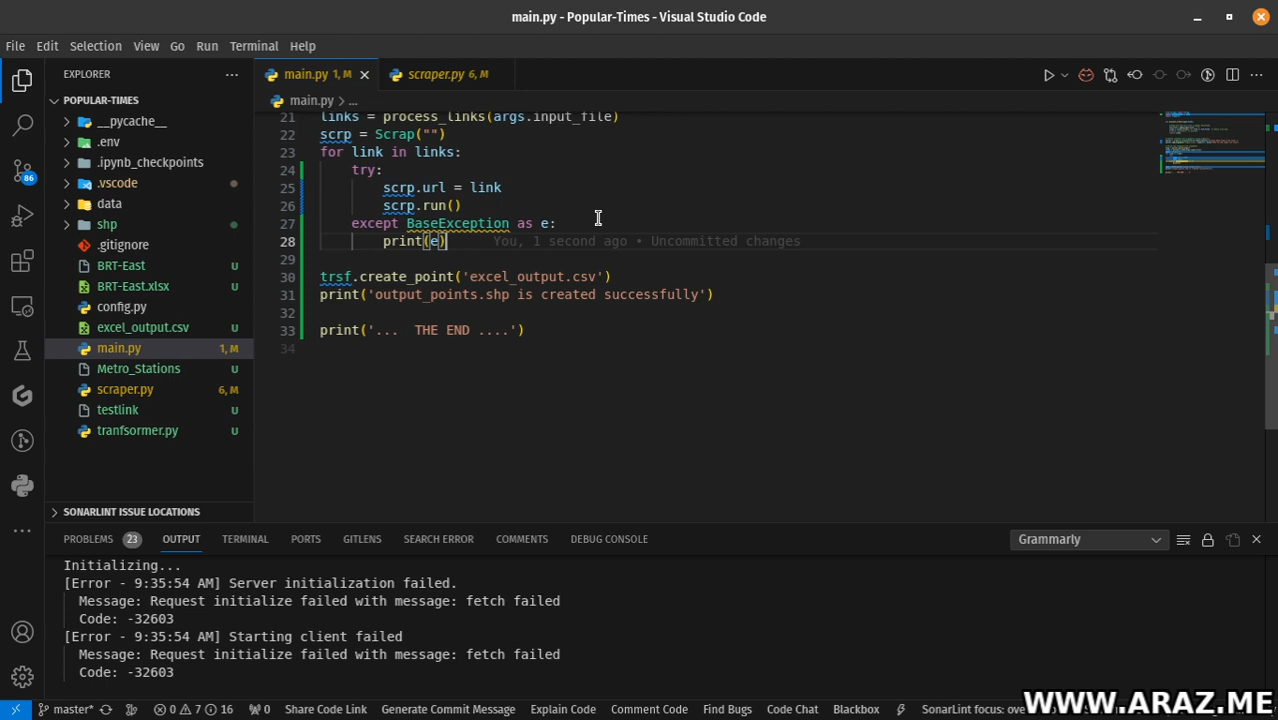 main.py - Popular-Times - Visual Studio Code
File Edit Selection View Go Run Terminal Help
EXPLORER
main.py 1, M
scraper.py 6, M
POPULAR-TIMES
main.py > ...
__pycache__
.env
.ipynb_checkpoints
.vscode
data
shp
.gitignore
BRT-East U
BRT-East.xlsx U
config.py
excel_output.csv U
main.py 1, M
Metro_Stations U
scraper.py 6, M
testlink U
tranfsormer.py U
SONARLINT ISSUE LOCATIONS
86
21 links = process_links(args.input_file)
22 scrp = Scrap("")
23 for link in links:
24 try:
25 scrp.url = link
26 scrp.run()
27 except BaseException as e:
28 print(e) You, 1 second ago • Uncommitted changes
29
30 trsf.create_point('excel_output.csv')
31 print('output_points.shp is created successfully')
32
33 print('...  THE END ....')
34
PROBLEMS 23 OUTPUT TERMINAL PORTS GITLENS SEARCH ERROR COMMENTS DEBUG CONSOLE Grammarly
Initializing...
[Error - 9:35:54 AM] Server initialization failed.
Message: Request initialize failed with message: fetch failed
Code: -32603
[Error - 9:35:54 AM] Starting client failed
Message: Request initialize failed with message: fetch failed
Code: -32603
master* 0 7 16 0 Share Code Link Generate Commit Message Explain Code Comment Code Find Bugs Code Chat Blackbox SonarLint focus: ove
WWW.ARAZ.ME